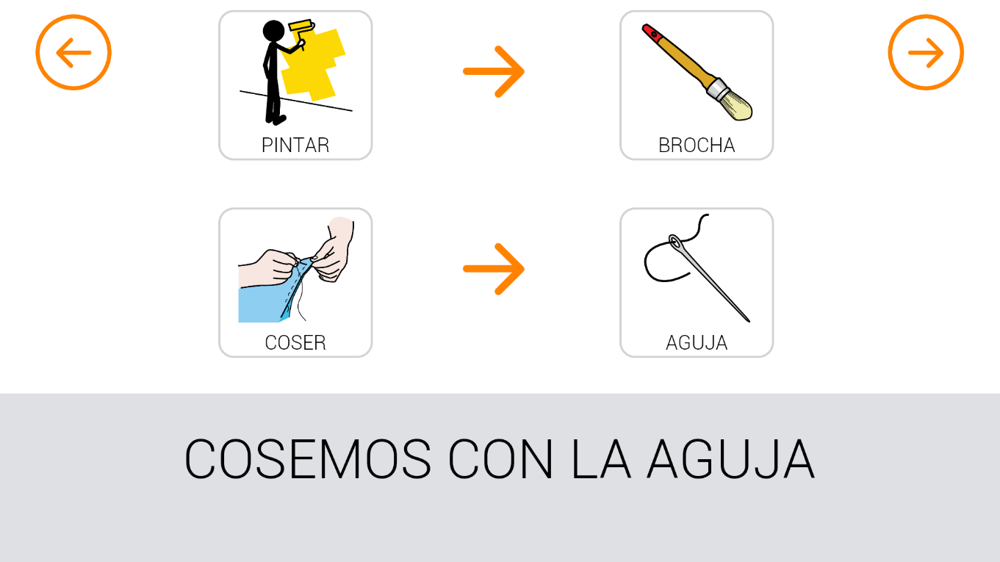 PINTAR
BROCHA
COSER
AGUJA
COSEMOS CON LA AGUJA